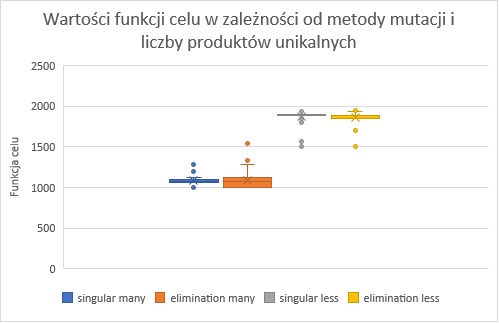 Wartości funkcji celu w zależności od metody mutacji i
liczby produktów unikalnych
Funkcja celu
2500
2000
1500
1000
500
0
singular many elimination many singular less elimination less